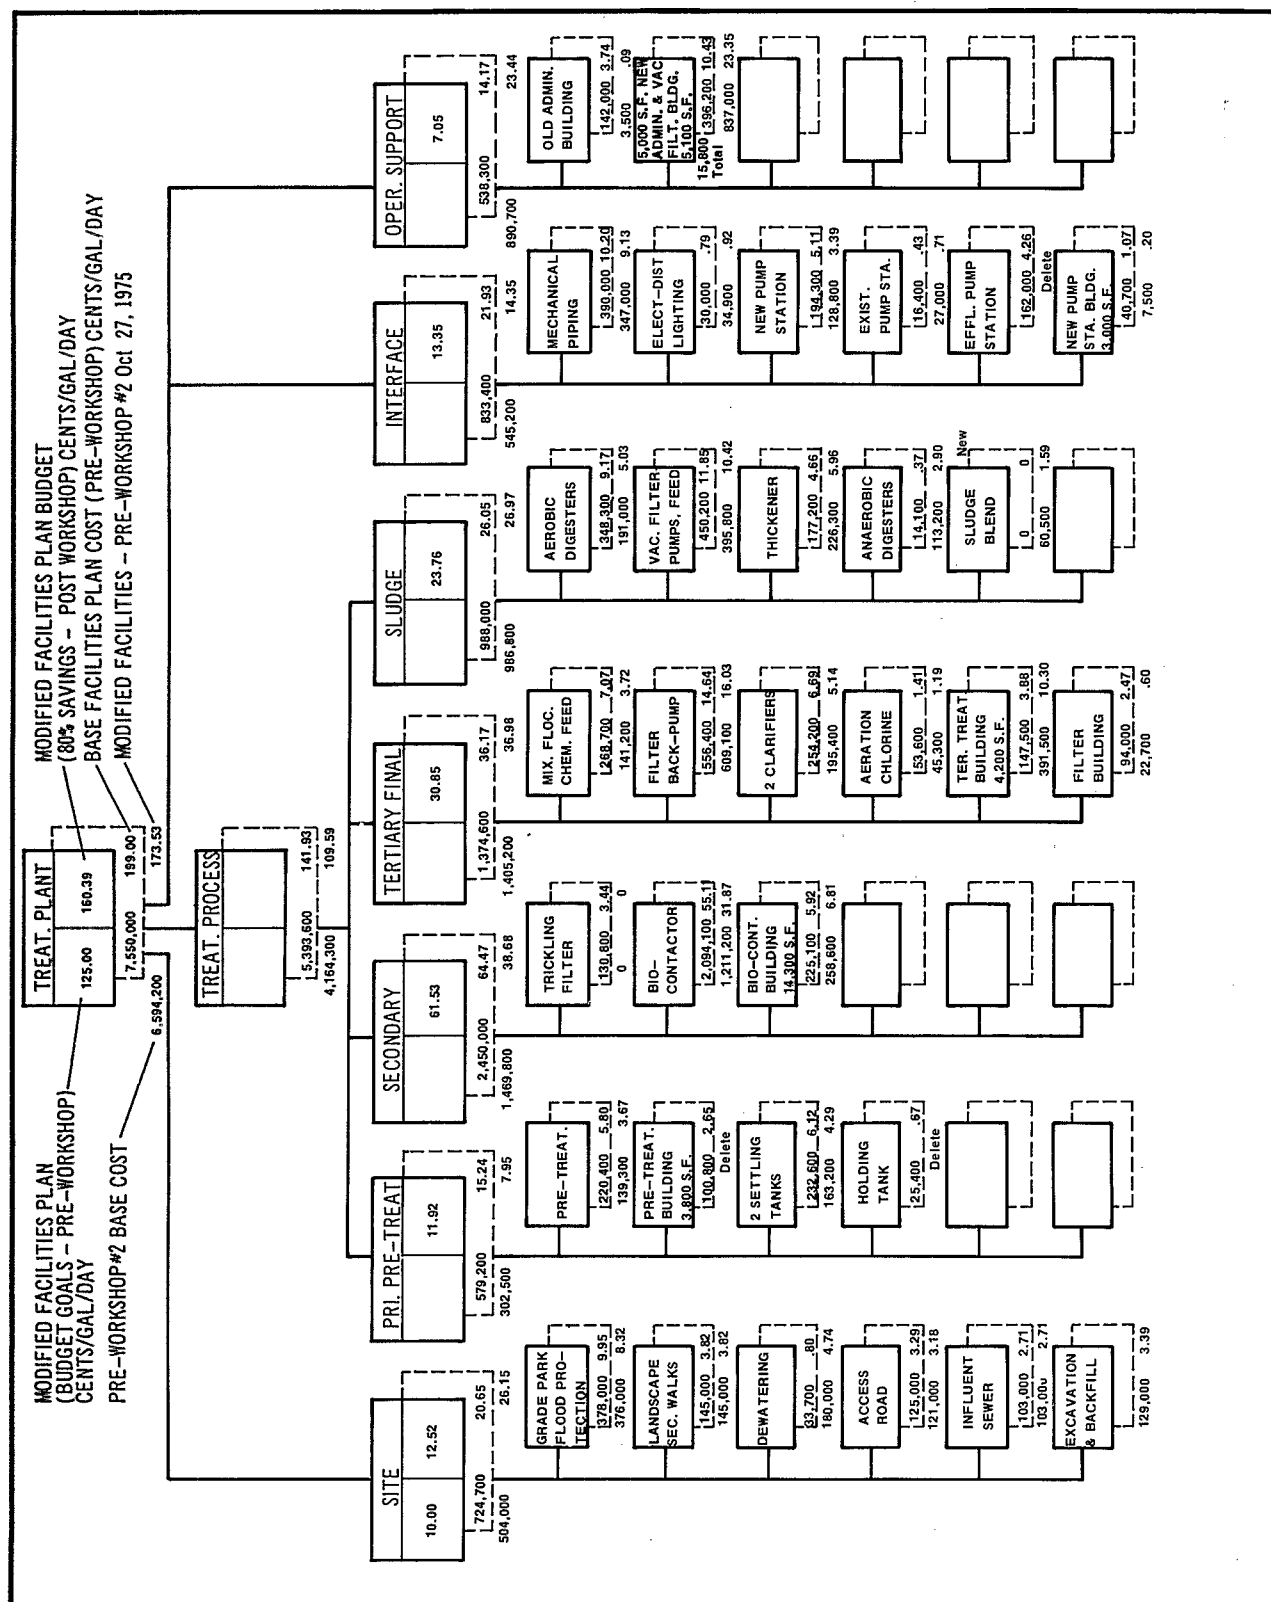 MODIFIED FACILITIES PLAN BUDGET
(80% SAVINGS - POST WORKSHOP) CENTS/GAL/DAY
BASE FACILITIES PLAN COST (PRE-WORKSHOP) CENTS/GAL/DAY
MODIFIED FACILITIES - PRE-WORKSHOP #2 Oct 27, 1975
MODIFIED FACILITIES PLAN
(BUDGET GOALS - PRE-WORKSHOP)
CENTS/GAL/DAY
PRE-WORKSHOP #2 BASE COST
TREAT. PLANT
125.00 160.39
7,550,000 199.00
6,594,200 173.53
TREAT. PROCESS
5,393,600 141.93
4,164,300 109.59
SITE
10.00 12.52
724,700 20.65
504,000 26.15
GRADE PARK
FLOOD PRO-
TECTION
378,000 9.95
376,000 8.32
LANDSCAPE
SEC. WALKS
145,000 3.82
145,000 3.82
DEWATERING
33,700 .80
180,000 4.74
ACCESS
ROAD
125,000 3.29
121,000 3.18
INFLUENT
SEWER
103,000 2.71
103,000 2.71
EXCAVATION
& BACKFILL
129,000 3.39
PRI. PRE-TREAT
11.92
579,200 15.24
302,500 7.95
PRE-TREAT.
220,400 5.80
139,300 3.67
PRE-TREAT.
BUILDING
3,800 S.F.
100,800 2.65
Delete
2 SETTLING
TANKS
232,600 6.12
163,200 4.29
HOLDING
TANK
25,400 .67
Delete
SECONDARY
61.53
2,450,000 64.47
1,469,800 38.68
TRICKLING
FILTER
130,800 3.44
0 0
BIO-
CONTACTOR
2,094,100 55.11
1,211,200 31.87
BIO-CONT.
BUILDING
14,300 S.F.
225,100 5.92
258,600 6.81
TERTIARY FINAL
30.85
1,374,600 36.17
1,405,200 36.98
MIX. FLOC.
CHEM. FEED
268,700 7.07
141,200 3.72
FILTER
BACK-PUMP
556,400 14.64
609,100 16.03
2 CLARIFIERS
254,200 6.69
195,400 5.14
AERATION
CHLORINE
53,600 1.41
45,300 1.19
TER. TREAT.
BUILDING
4,200 S.F.
147,500 3.88
391,500 10.30
FILTER
BUILDING
94,000 2.47
22,700 .60
SLUDGE
23.76
988,000 26.05
986,800 26.97
AEROBIC
DIGESTERS
348,300 9.17
191,000 5.03
VAC. FILTER
PUMPS, FEED
450,200 11.85
395,800 10.42
THICKENER
177,200 4.66
226,300 5.96
ANAEROBIC
DIGESTERS
14,100 .37
113,200 2.90
SLUDGE
BLEND
New
0 0
60,500 1.59
INTERFACE
13.35
833,400 21.93
545,200 14.35
MECHANICAL
PIPING
390,000 10.20
347,000 9.13
ELECT-DIST
LIGHTING
30,000 .79
34,900 .92
NEW PUMP
STATION
194,300 5.11
128,800 3.39
EXIST.
PUMP STA.
16,400 .43
27,000 .71
EFFL. PUMP
STATION
162,000 4.26
Delete
NEW PUMP
STA. BLDG.
3,000 S.F.
40,700 1.07
7,500 .20
OPER. SUPPORT
7.05
538,300 14.17
890,700 23.44
OLD ADMIN.
BUILDING
142,000 3.74
3,500 .09
5,000 S.F. NEW
ADMIN. & VAC
FILT. BLDG.
5,100 S.F.
15,800 396,200 10.43
Total 837,000 23.35